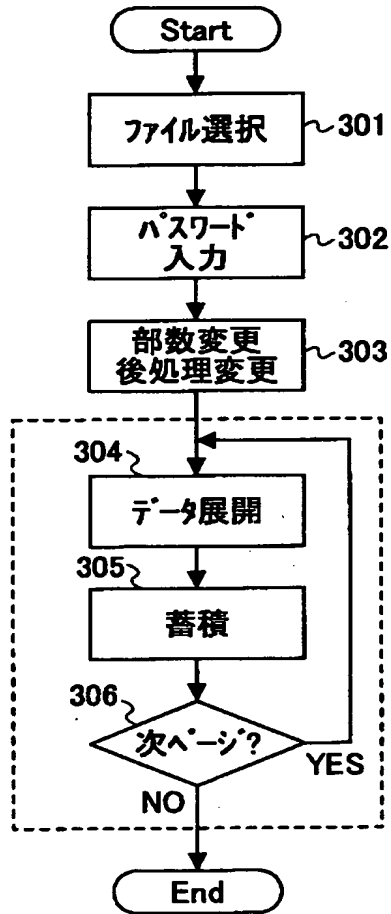 Start
ファイル選択
301
パスワード
入力
302
部数変更
後処理変更
303
304
データ展開
305
蓄積
306
次ページ?
YES
NO
End